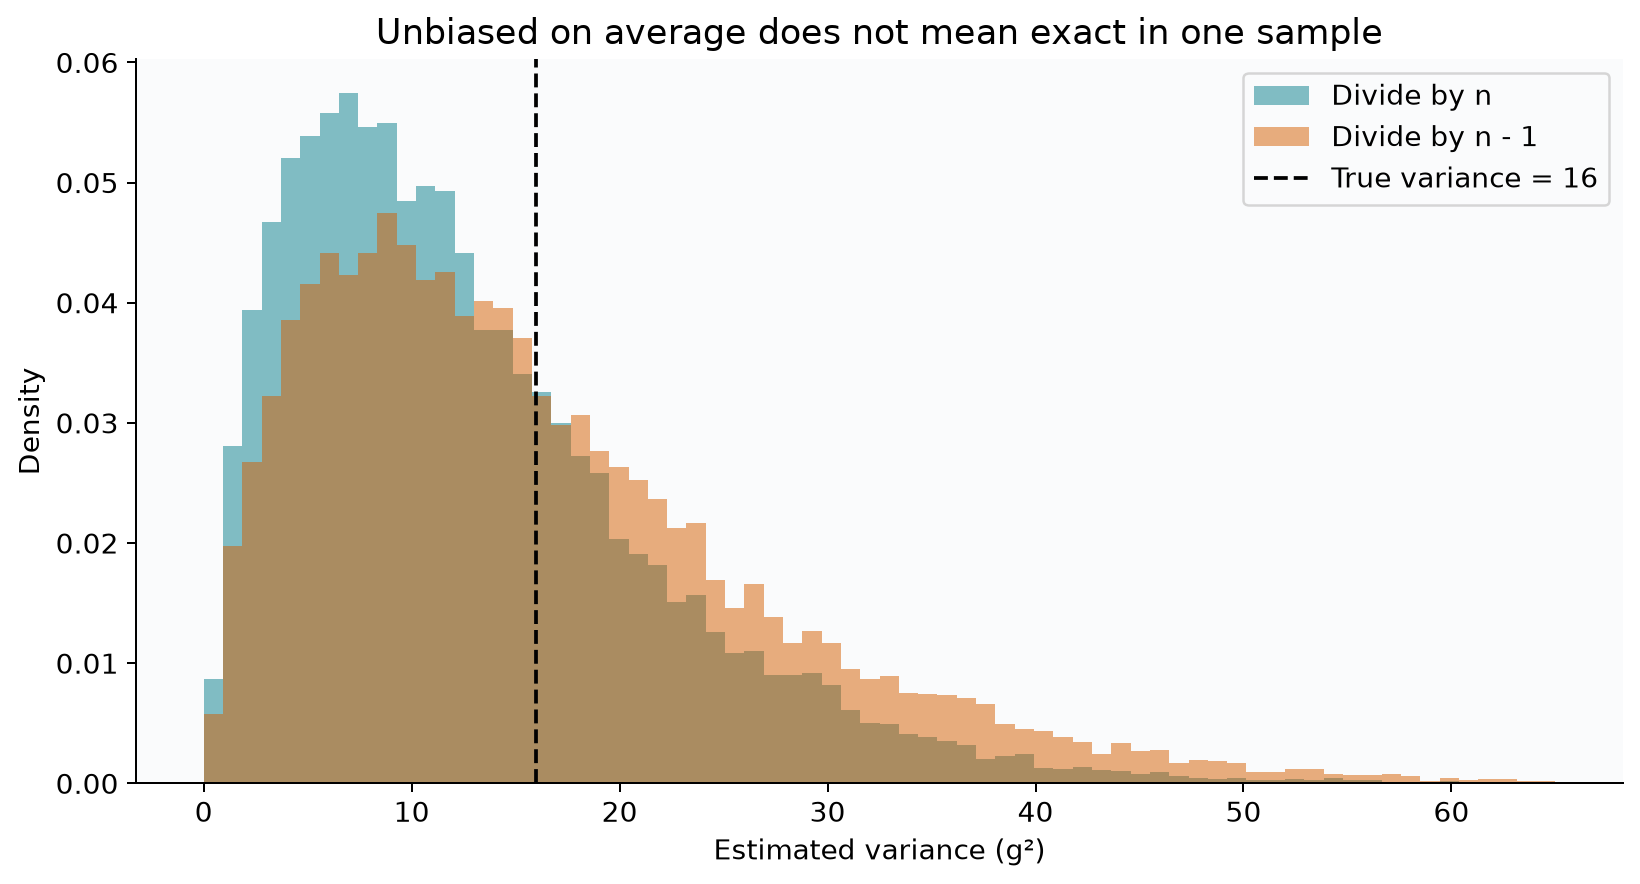 Unbiased on average does not mean exact in one sample
Divide by n
Divide by n - 1
True variance = 16
Density
0.06
0.05
0.04
0.03
0.02
0.01
0.00
0 10 20 30 40 50 60
Estimated variance (g²)